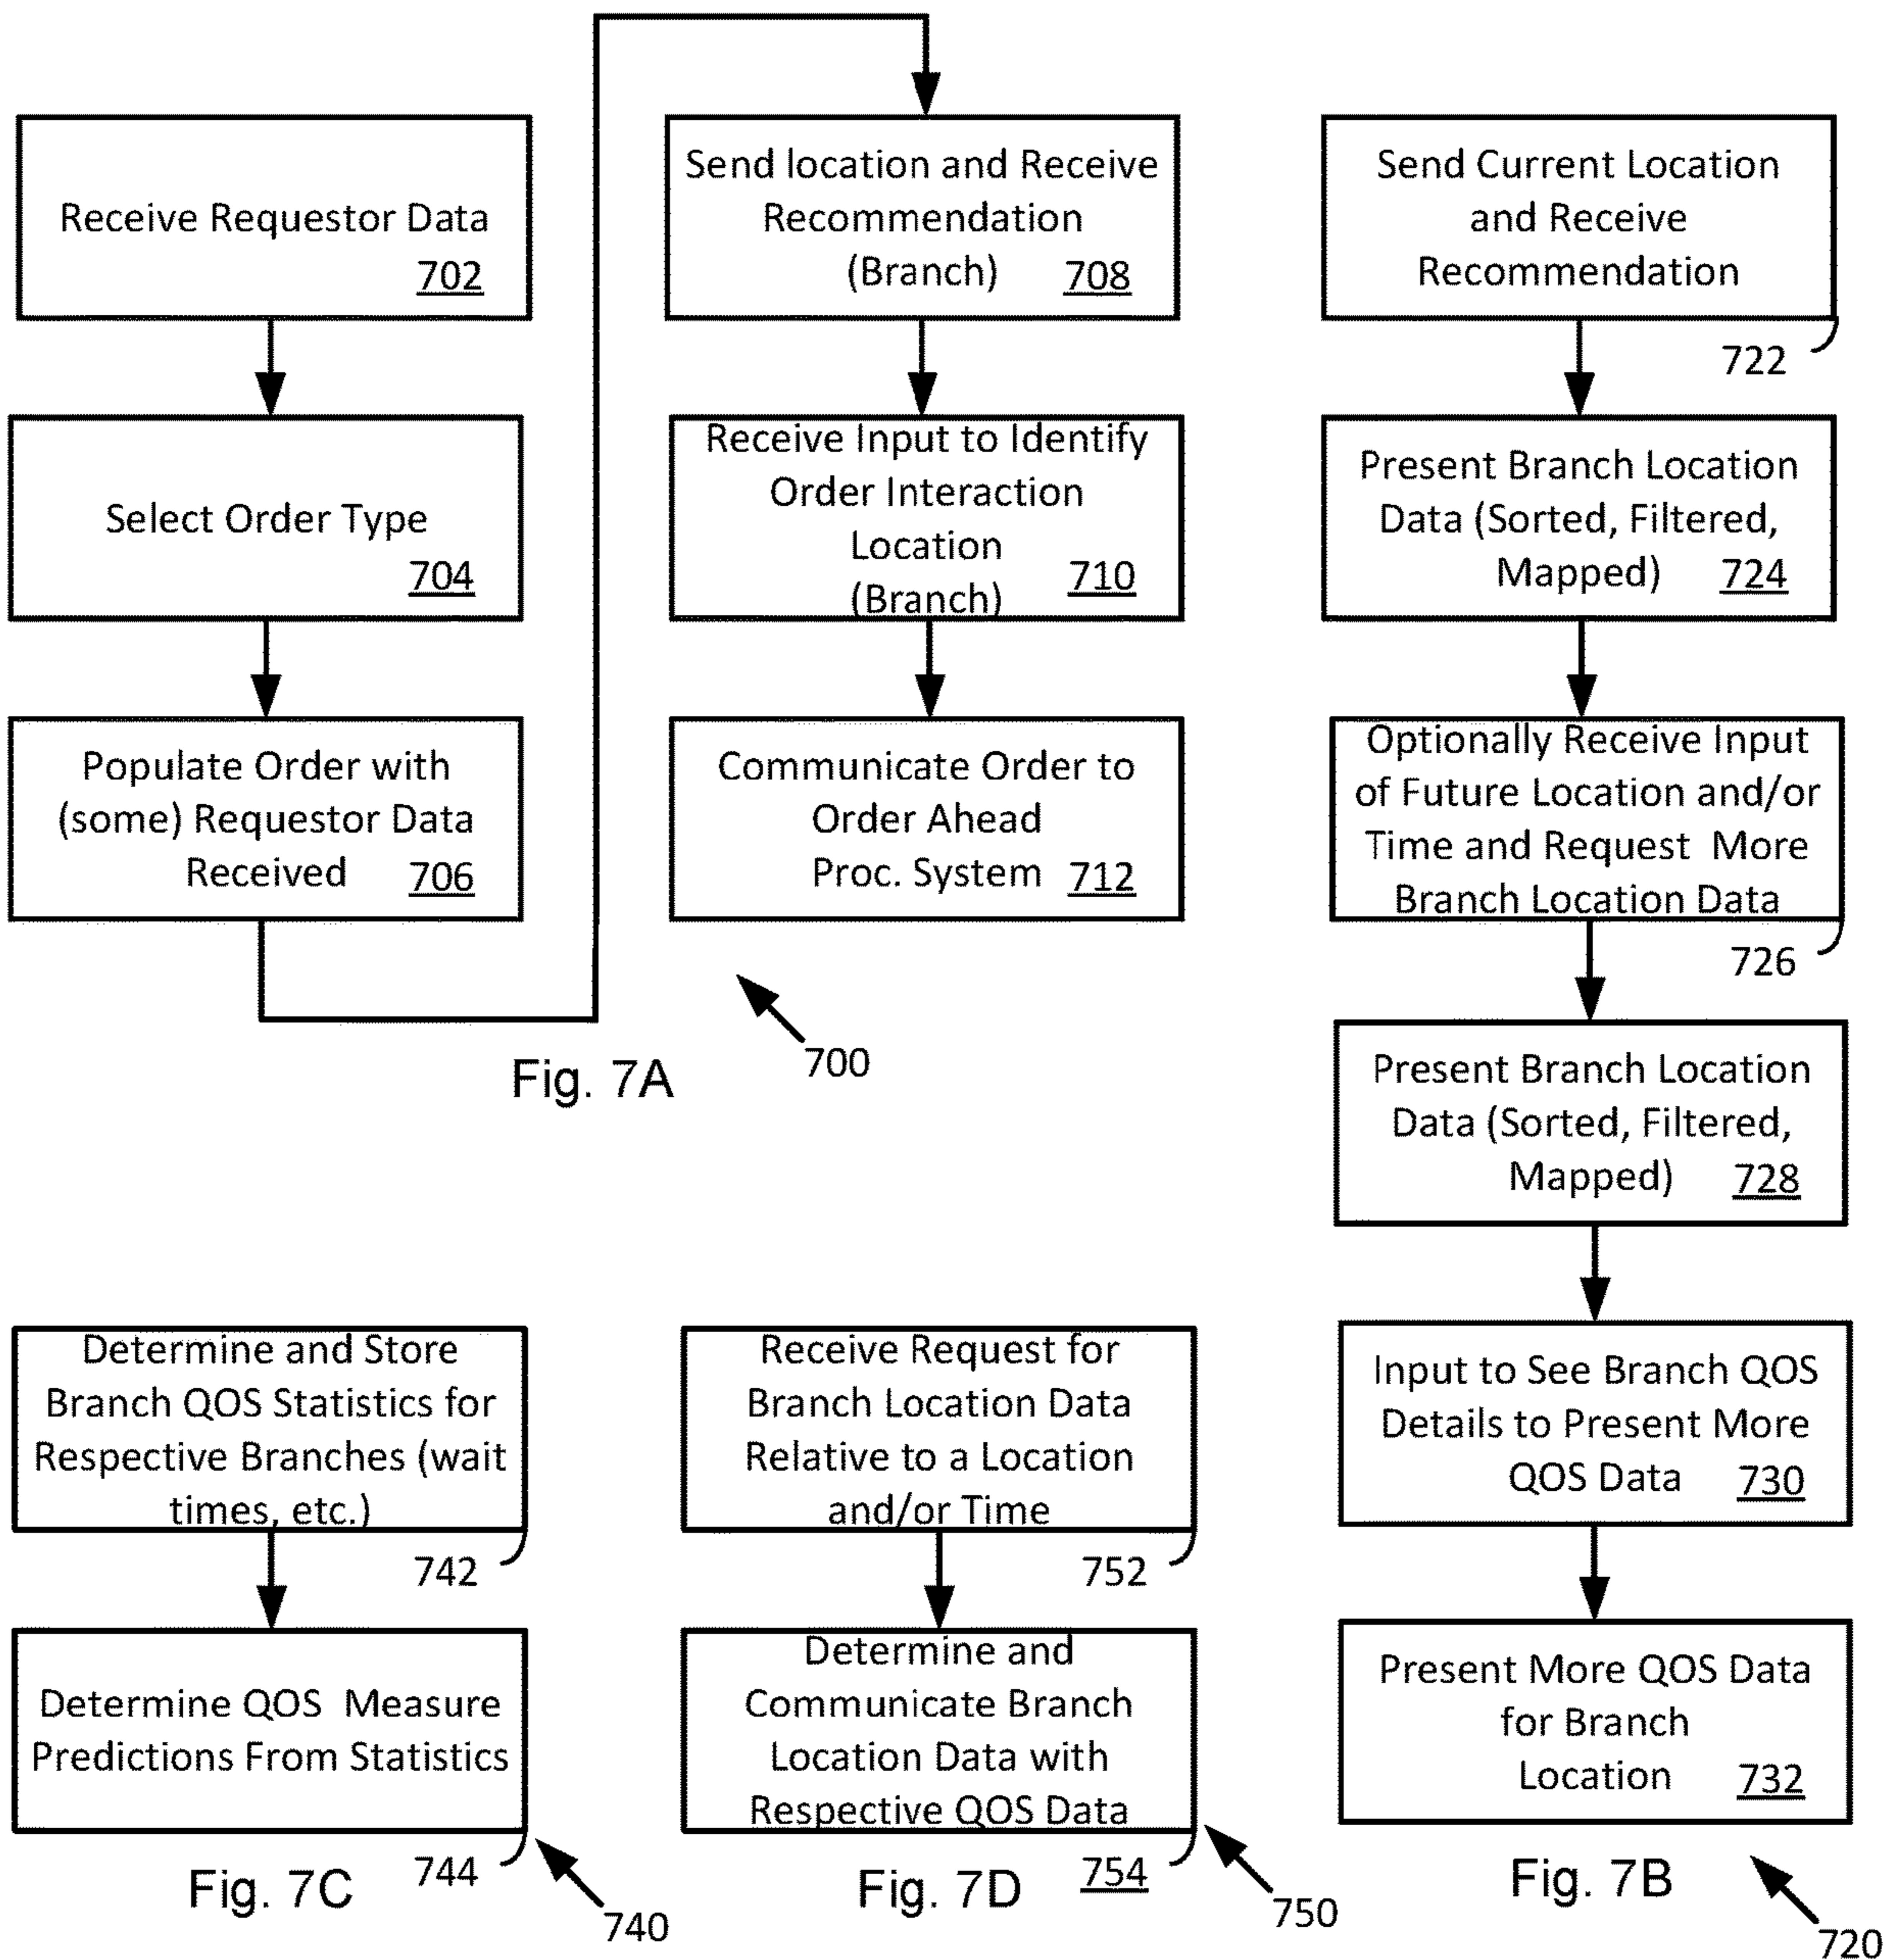 Receive Requestor Data
702
Select Order Type
704
Populate Order with
(some) Requestor Data
Received 706
Send location and Receive
Recommendation
(Branch) 708
Receive Input to Identify
Order Interaction
Location
(Branch) 710
Communicate Order to
Order Ahead
Proc. System 712
700
Fig. 7A
Send Current Location
and Receive
Recommendation
722
Present Branch Location
Data (Sorted, Filtered,
Mapped) 724
Optionally Receive Input
of Future Location and/or
Time and Request More
Branch Location Data
726
Present Branch Location
Data (Sorted, Filtered,
Mapped) 728
Input to See Branch QOS
Details to Present More
QOS Data 730
Present More QOS Data
for Branch
Location 732
Fig. 7B
720
Determine and Store
Branch QOS Statistics for
Respective Branches (wait
times, etc.)
742
Determine QOS Measure
Predictions From Statistics
744
Fig. 7C
740
Receive Request for
Branch Location Data
Relative to a Location
and/or Time
752
Determine and
Communicate Branch
Location Data with
Respective QOS Data
754
Fig. 7D
750